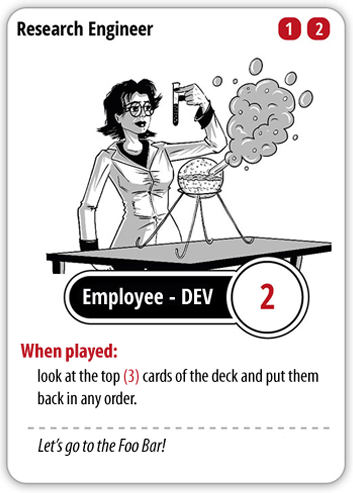 Research Engineer 1 2
Employee - DEV 2
When played:
look at the top (3) cards of the deck and put them
back in any order.
Let's go to the Foo Bar!